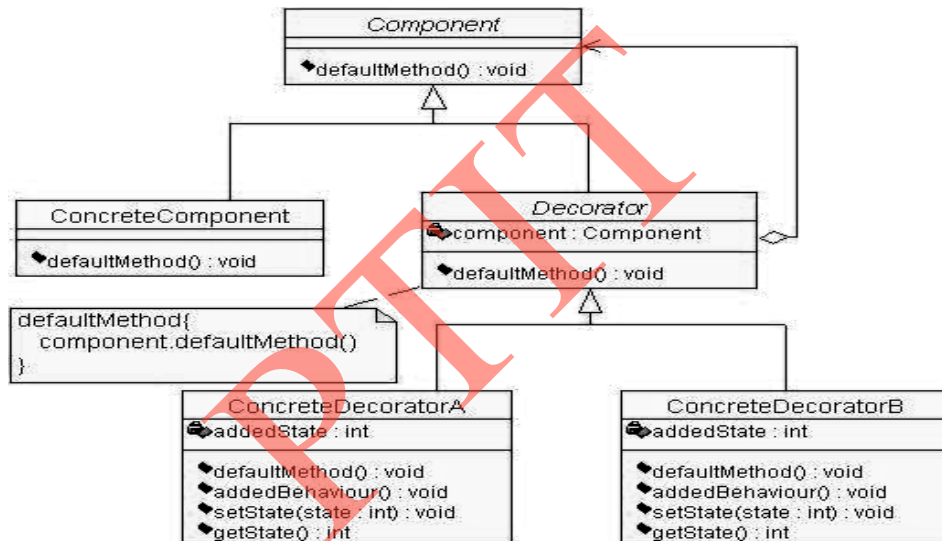 Component
defaultMethod() : void
ConcreteComponent
defaultMethod() : void
Decorator
component : Component
defaultMethod() : void
defaultMethod{
component.defaultMethod()
}
ConcreteDecoratorA
addedState : int
defaultMethod() : void
addedBehaviour() : void
setState(state : int) : void
getState() : int
ConcreteDecoratorB
addedState : int
defaultMethod() : void
addedBehaviour() : void
setState(state : int) : void
getState() : int
PTIT